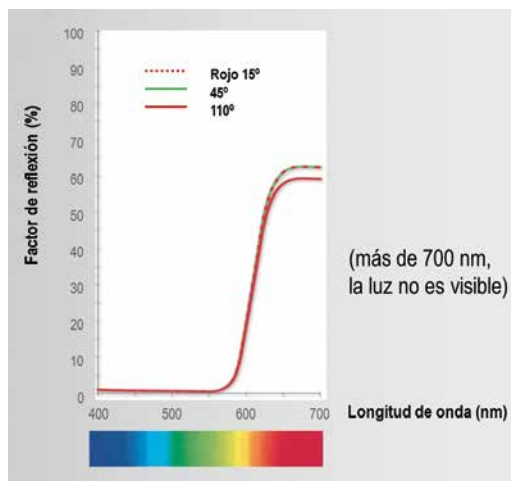 Factor de reflexión (%)
100
90
80
70
60
50
40
30
20
10
0
Rojo 15º
45º
110º
(más de 700 nm,
la luz no es visible)
400 500 600 700
Longitud de onda (nm)